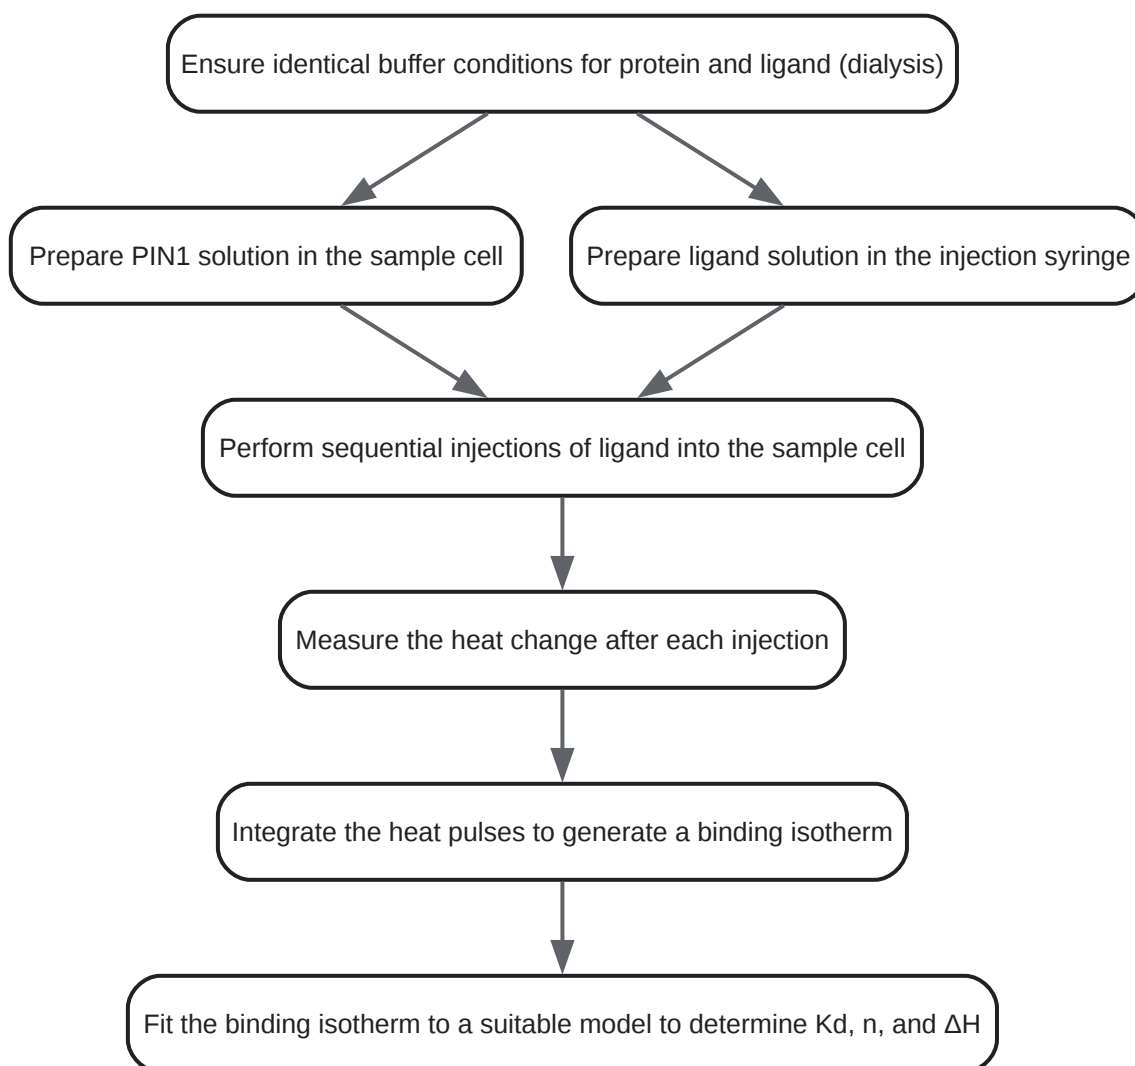 Ensure identical buffer conditions for protein and ligand (dialysis)
Prepare PIN1 solution in the sample cell
Prepare ligand solution in the injection syringe
Perform sequential injections of ligand into the sample cell
Measure the heat change after each injection
Integrate the heat pulses to generate a binding isotherm
Fit the binding isotherm to a suitable model to determine Kd, n, and ΔH